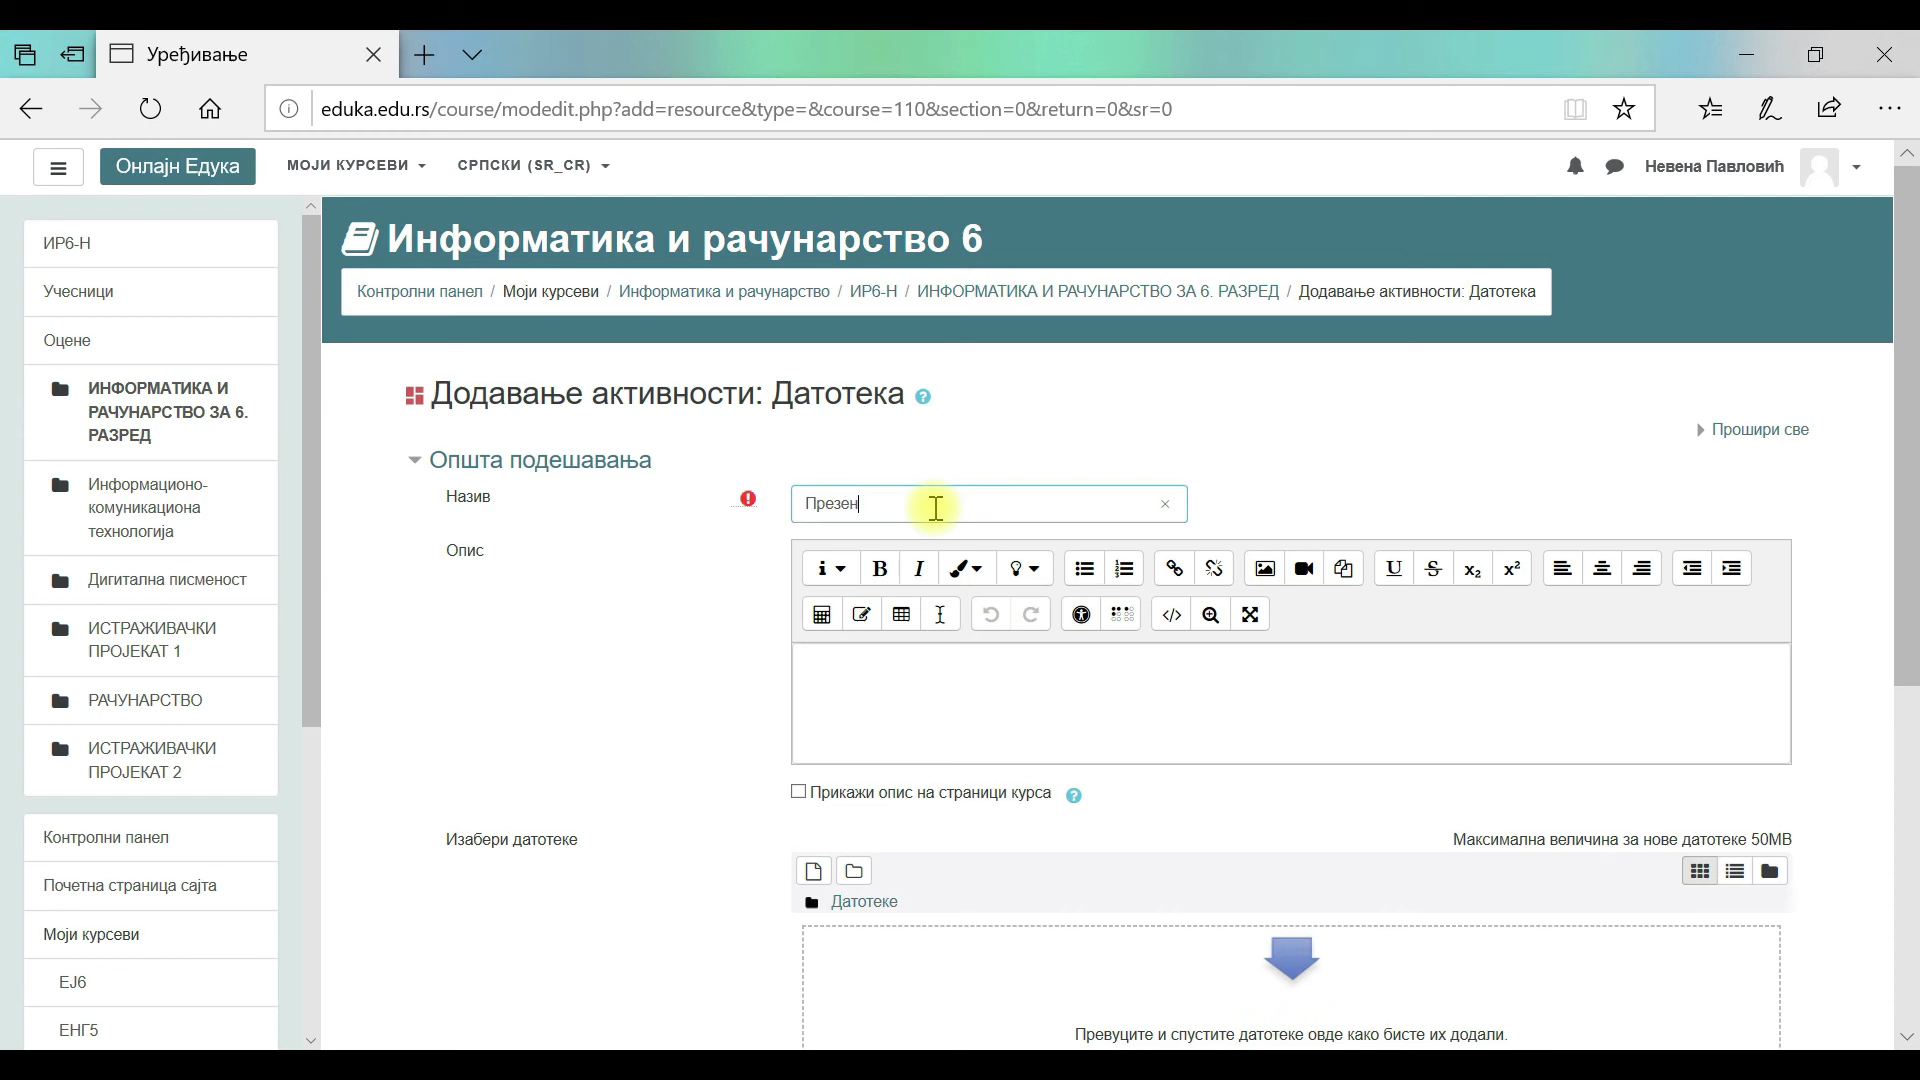 Уређивање
eduka.edu.rs/course/modedit.php?add=resource&type=&course=110&section=0&return=0&sr=0
Онлајн Едука
МОЈИ КУРСЕВИ
СРПСКИ (SR_CR)
Невена Павловић
ИР6-Н
Учесници
Оцене
ИНФОРМАТИКА И
РАЧУНАРСТВО ЗА 6.
РАЗРЕД
Информационо-
комуникациона
технологија
Дигитална писменост
ИСТРАЖИВАЧКИ
ПРОЈЕКАТ 1
РАЧУНАРСТВО
ИСТРАЖИВАЧКИ
ПРОЈЕКАТ 2
Контролни панел
Почетна страница сајта
Моји курсеви
ЕЈ6
ЕНГ5
Информатика и рачунарство 6
Контролни панел / Моји курсеви / Информатика и рачунарство / ИР6-Н / ИНФОРМАТИКА И РАЧУНАРСТВО ЗА 6. РАЗРЕД / Додавање активности: Датотека
Додавање активности: Датотека
Прошири све
Општа подешавања
Назив
Презен
Опис
Прикажи опис на страници курса
Изабери датотеке
Максимална величина за нове датотеке 50MB
Датотеке
Превуците и спустите датотеке овде како бисте их додали.